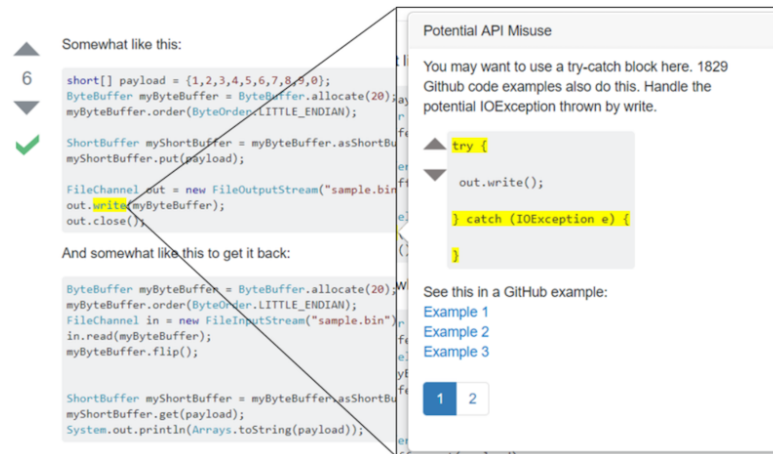 Somewhat like this:
6
short[] payload = {1,2,3,4,5,6,7,8,9,0};
ByteBuffer myByteBuffer = ByteBuffer.allocate(20);
myByteBuffer.order(ByteOrder.LITTLE_ENDIAN);
ShortBuffer myShortBuffer = myByteBuffer.asShortBu
myShortBuffer.put(payload);
FileChannel out = new FileOutputStream("sample.bin
out.write(myByteBuffer);
out.close();
And somewhat like this to get it back:
ByteBuffer myByteBuffer = ByteBuffer.allocate(20);
myByteBuffer.order(ByteOrder.LITTLE_ENDIAN);
FileChannel in = new FileInputStream("sample.bin")
in.read(myByteBuffer);
myByteBuffer.flip();
ShortBuffer myShortBuffer = myByteBuffer.asShortBu
myShortBuffer.get(payload);
System.out.println(Arrays.toString(payload));
Potential API Misuse
You may want to use a try-catch block here. 1829
Github code examples also do this. Handle the
potential IOException thrown by write.
try {
out.write();
} catch (IOException e) {
}
See this in a GitHub example:
Example 1
Example 2
Example 3
1 2